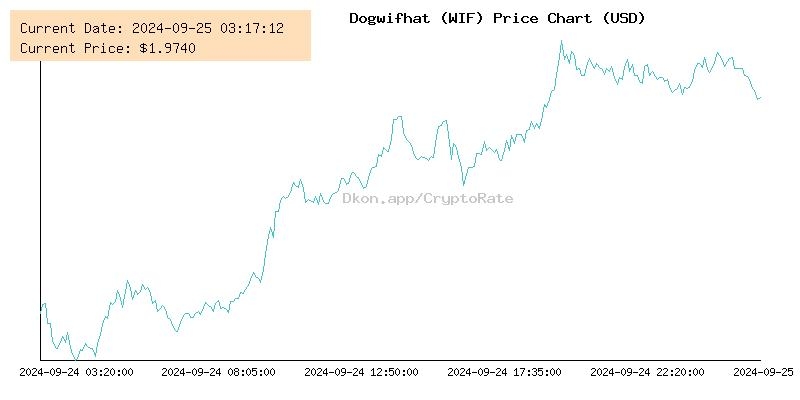 Dogwifhat (WIF) Price Chart (USD)
Current Date: 2024-09-25 03:17:12
Current Price: $1.9740
Dkon.app/CryptoRate
2024-09-24 03:20:00 2024-09-24 08:05:00 2024-09-24 12:50:00 2024-09-24 17:35:00 2024-09-24 22:20:00 2024-09-25